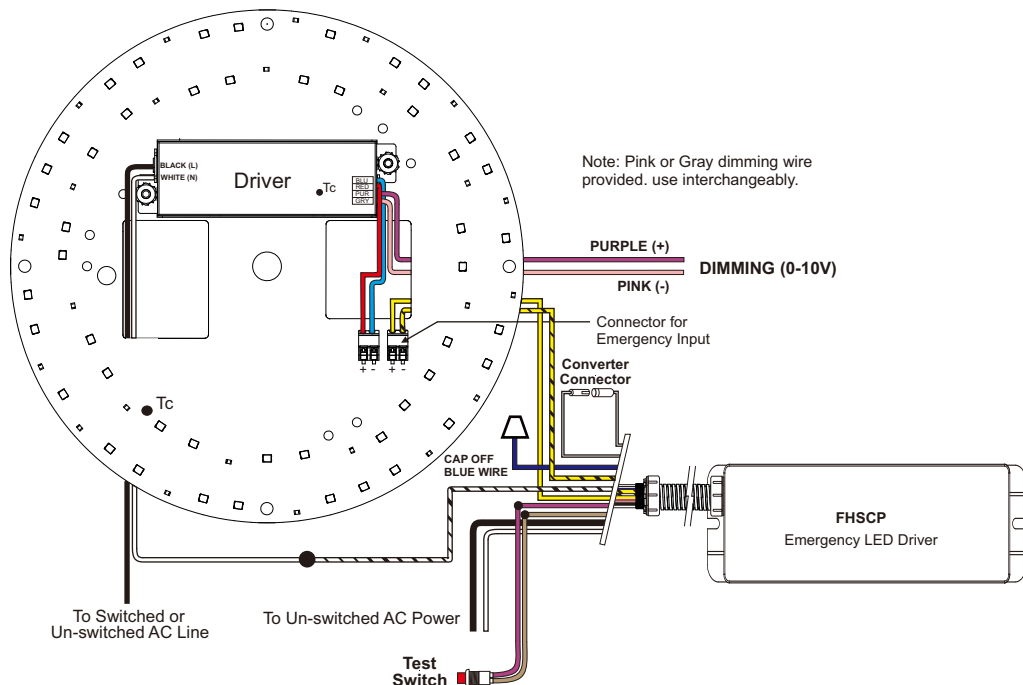 BLACK (L)
WHITE (N)
Driver
Tc
BLU
RED
PUR
GRY
Note: Pink or Gray dimming wire
provided. use interchangeably.
PURPLE (+)
DIMMING (0-10V)
PINK (-)
Connector for
Emergency Input
+ - + -
Converter
Connector
Tc
CAP OFF
BLUE WIRE
FHSCP
Emergency LED Driver
To Switched or
Un-switched AC Line
To Un-switched AC Power
Test
Switch